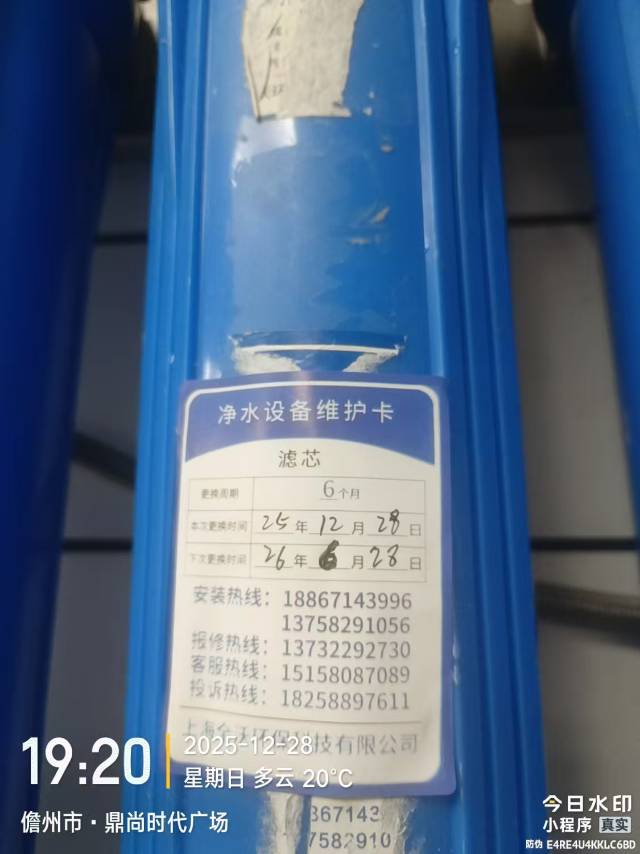 净水设备维护卡
滤芯
更换周期 6个月
本次更换时间 25年12月28日
下次更换时间 26年6月28日
安装热线：18867143996
13758291056
报修热线：13732292730
客服热线：15158087089
投诉热线：18258897611
技有限公司
867143
7582910
19:20
2025-12-28
星期日 多云 20°C
儋州市·鼎尚时代广场
今日水印
小程序 真实
防伪 E4RE4U4KKLC6BD